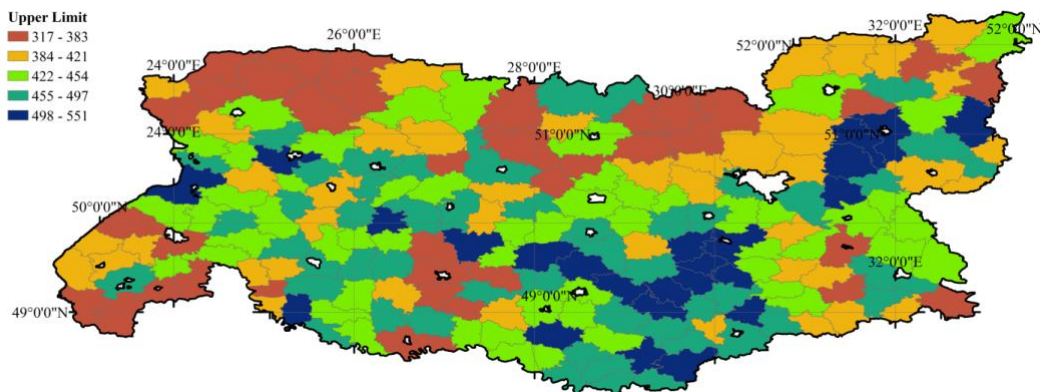 Upper Limit
317 - 383
384 - 421
422 - 454
455 - 497
498 - 551
26°0'0"E
32°0'0"E
52°0'0"N
52°0'0"N
24°0'0"E
28°0'0"E
30°0'0"E
24°0'0"E
51°0'0"N
51°0'0"N
50°0'0"N
32°0'0"E
49°0'0"N
49°0'0"N